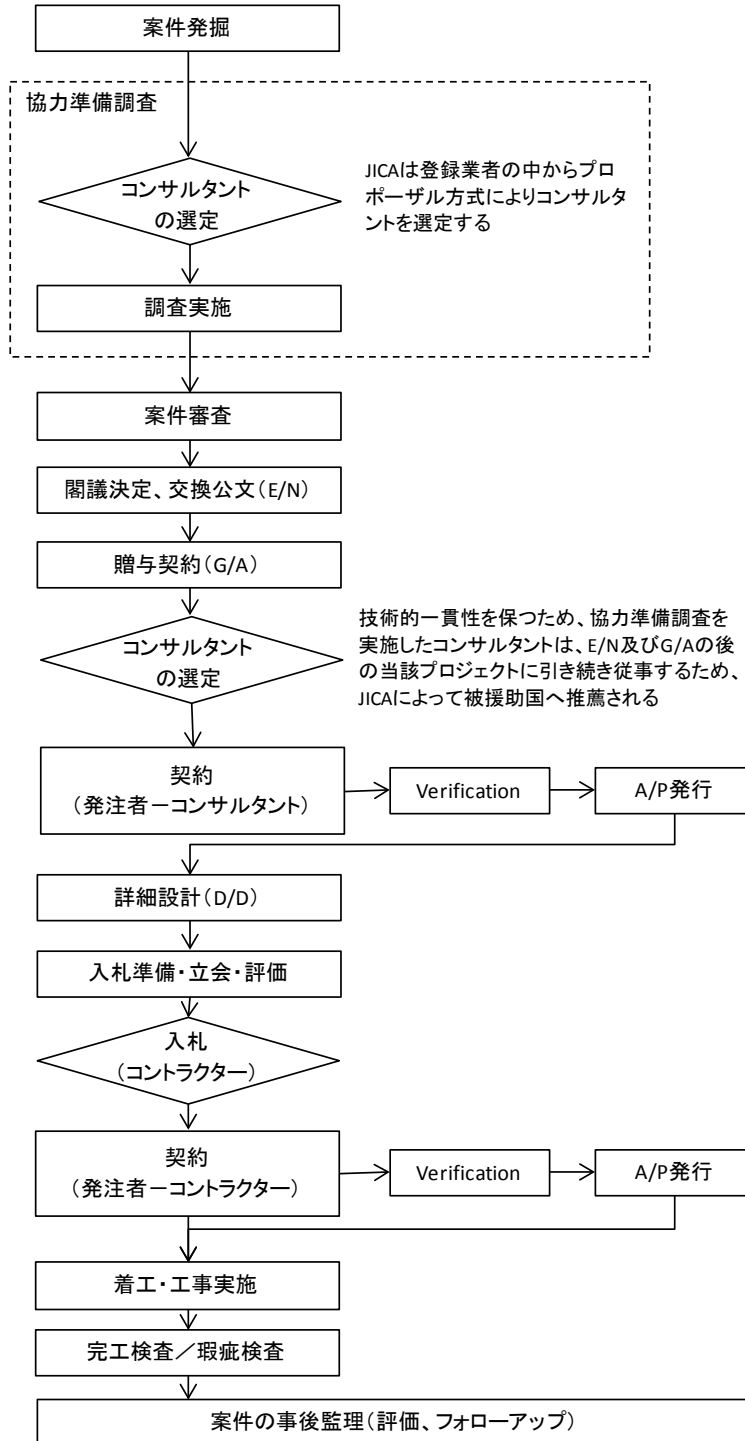 案件発掘
協力準備調査
コンサルタント
の選定
JICAは登録業者の中からプロ
ポーザル方式によりコンサルタ
ントを選定する
調査実施
案件審査
閣議決定、交換公文(E/N)
贈与契約(G/A)
コンサルタント
の選定
技術的一貫性を保つため、協力準備調査を
実施したコンサルタントは、E/N及びG/Aの後
の当該プロジェクトに引き続き従事するため、
JICAによって被援助国へ推薦される
契約
(発注者－コンサルタント)
Verification
A/P発行
詳細設計(D/D)
入札準備・立会・評価
入札
(コントラクター)
契約
(発注者－コントラクター)
Verification
A/P発行
着工・工事実施
完工検査／瑕疵検査
案件の事後監理(評価、フォローアップ)